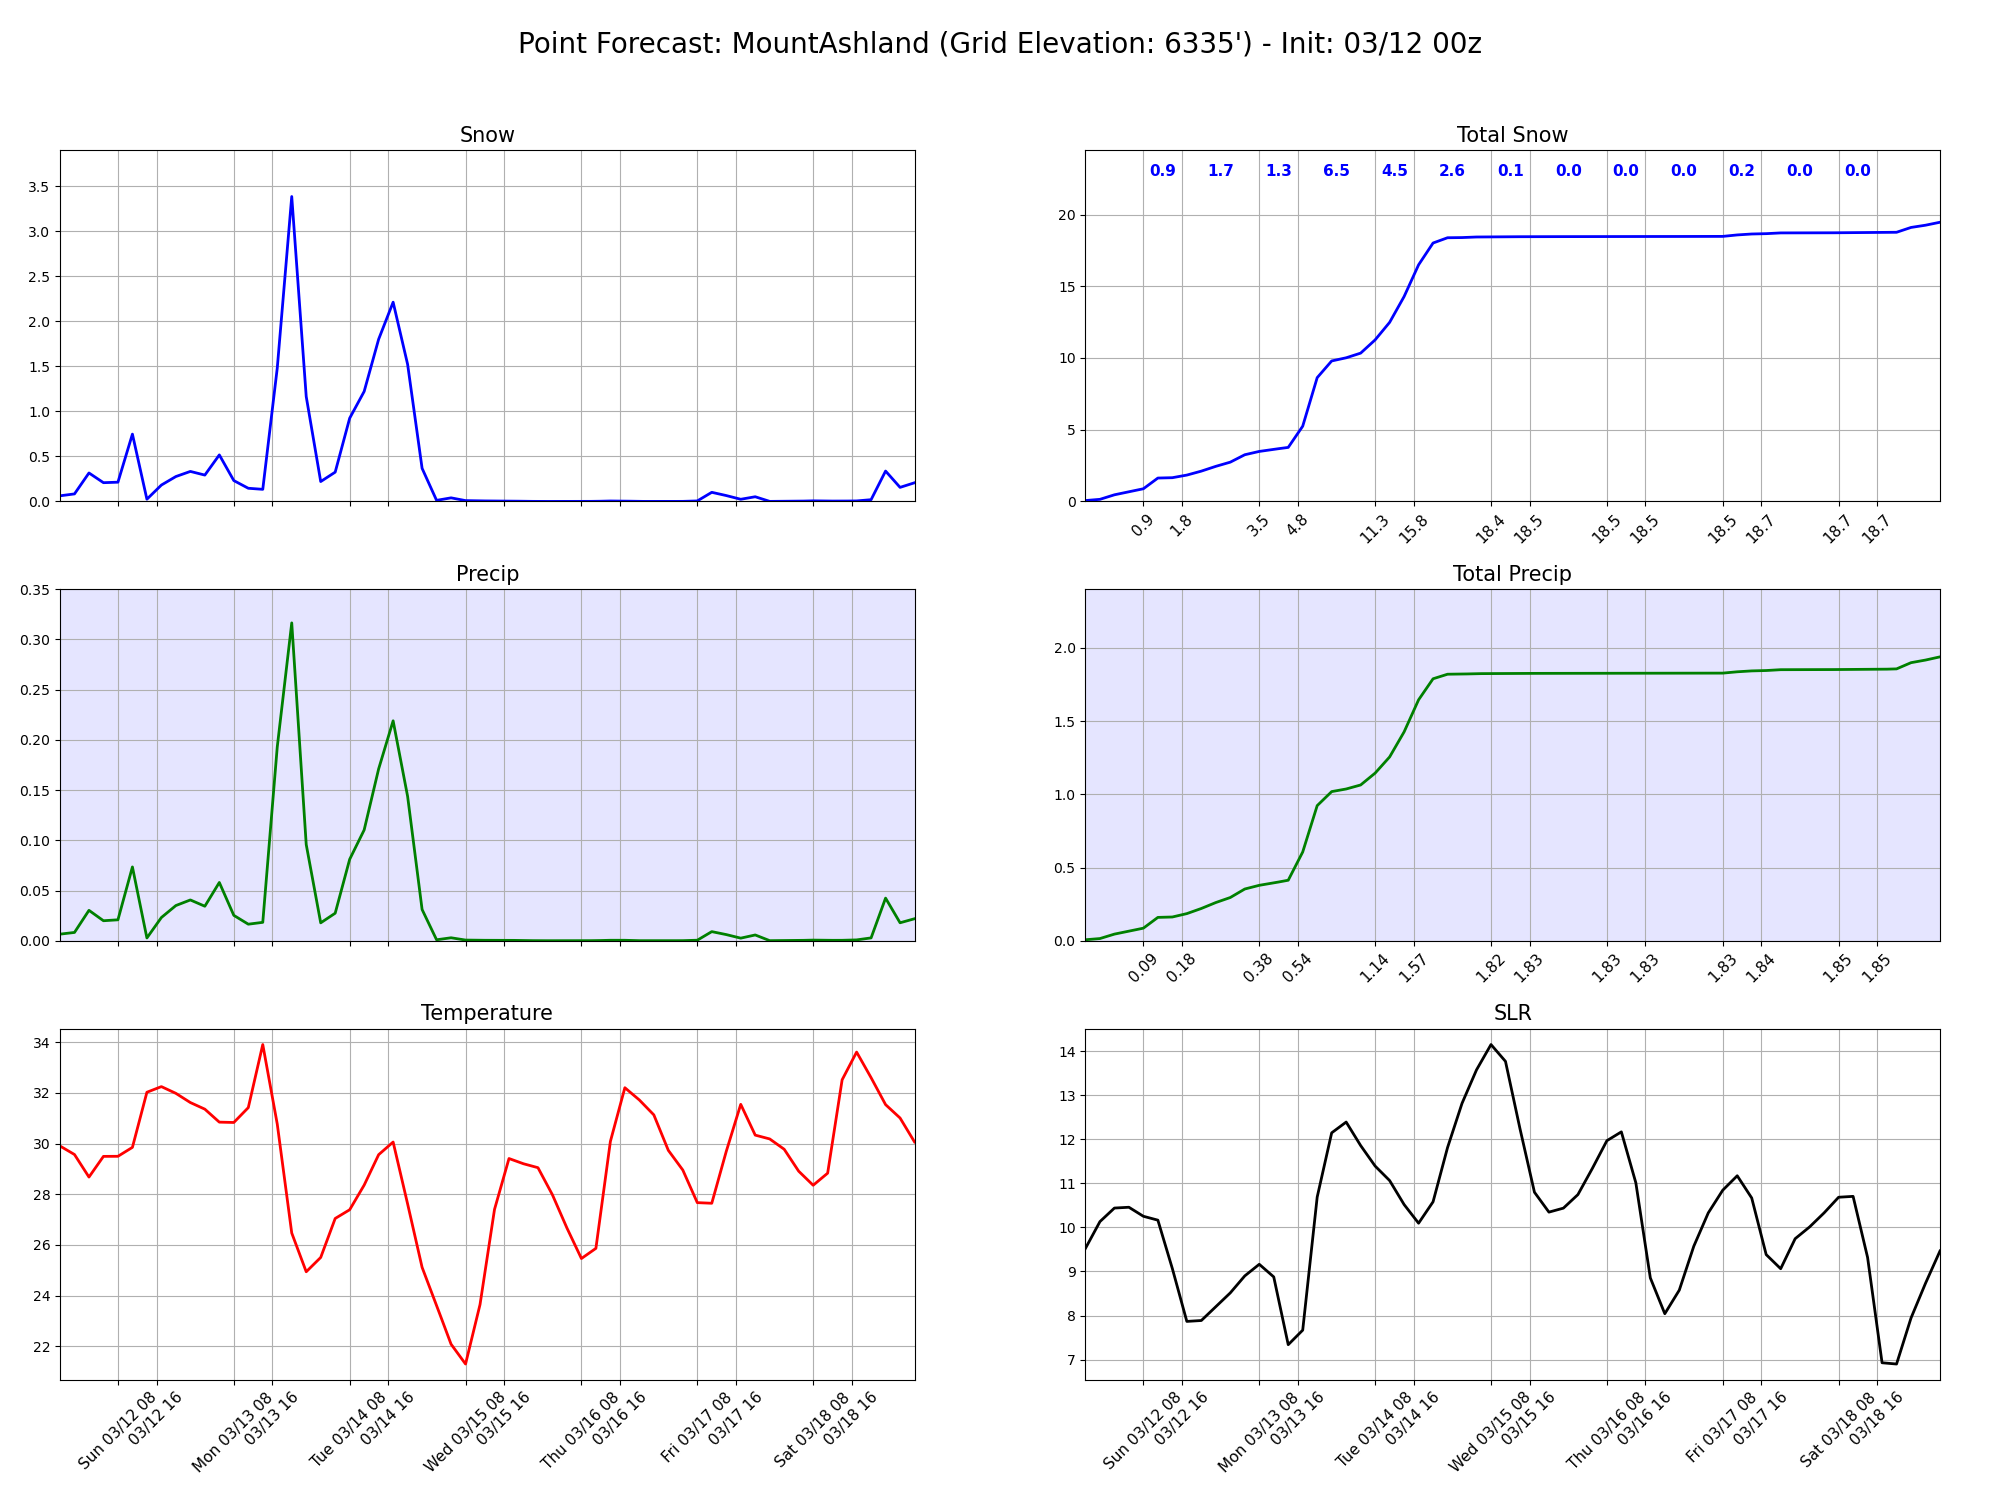 Point Forecast: MountAshland (Grid Elevation: 6335') - Init: 03/12 00z
Snow
3.5
3.0
2.5
2.0
1.5
1.0
0.5
0.0
Total Snow
0.9 1.7 1.3 6.5 4.5 2.6 0.1 0.0 0.0 0.0 0.2 0.0 0.0
20
15
10
5
0
0.9 1.8 3.5 4.8 11.3 15.8 18.4 18.5 18.5 18.5 18.5 18.7 18.7 18.7
Precip
0.35
0.30
0.25
0.20
0.15
0.10
0.05
0.00
Total Precip
2.0
1.5
1.0
0.5
0.0
0.09 0.18 0.38 0.54 1.14 1.57 1.82 1.83 1.83 1.83 1.83 1.84 1.85 1.85
Temperature
34
32
30
28
26
24
22
Sun 03/12 08
03/12 16
Mon 03/13 08
03/13 16
Tue 03/14 08
03/14 16
Wed 03/15 08
03/15 16
Thu 03/16 08
03/16 16
Fri 03/17 08
03/17 16
Sat 03/18 08
03/18 16
SLR
14
13
12
11
10
9
8
7
Sun 03/12 08
03/12 16
Mon 03/13 08
03/13 16
Tue 03/14 08
03/14 16
Wed 03/15 08
03/15 16
Thu 03/16 08
03/16 16
Fri 03/17 08
03/17 16
Sat 03/18 08
03/18 16